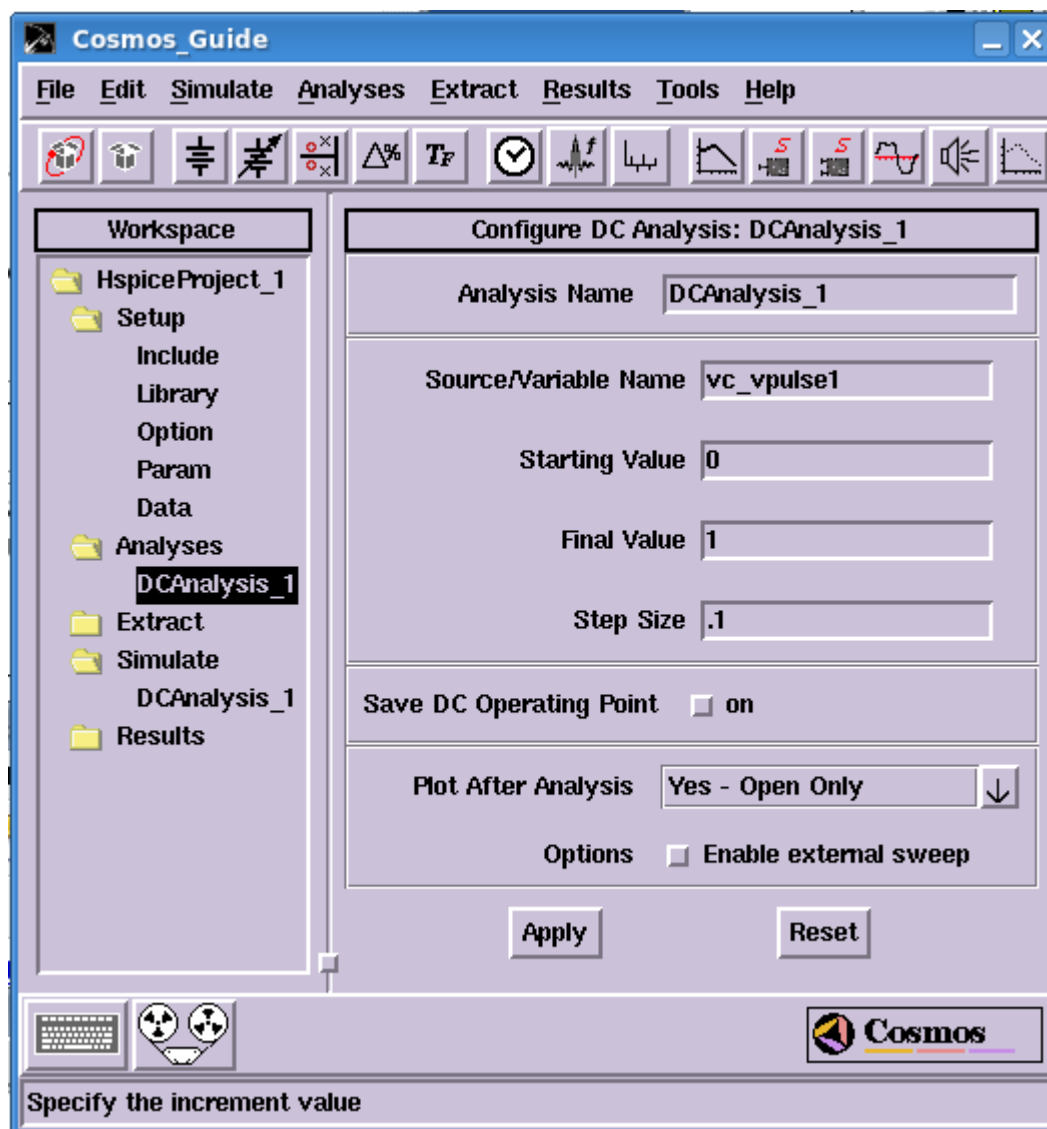 Cosmos_Guide
File Edit Simulate Analyses Extract Results Tools Help
Δ% TF f S S
Workspace
HspiceProject_1
Setup
Include
Library
Option
Param
Data
Analyses
DCAnalysis_1
Extract
Simulate
DCAnalysis_1
Results
Configure DC Analysis: DCAnalysis_1
Analysis Name DCAnalysis_1
Source/Variable Name vc_vpulse1
Starting Value 0
Final Value 1
Step Size .1
Save DC Operating Point on
Plot After Analysis Yes - Open Only
Options Enable external sweep
Apply Reset
Cosmos
Specify the increment value